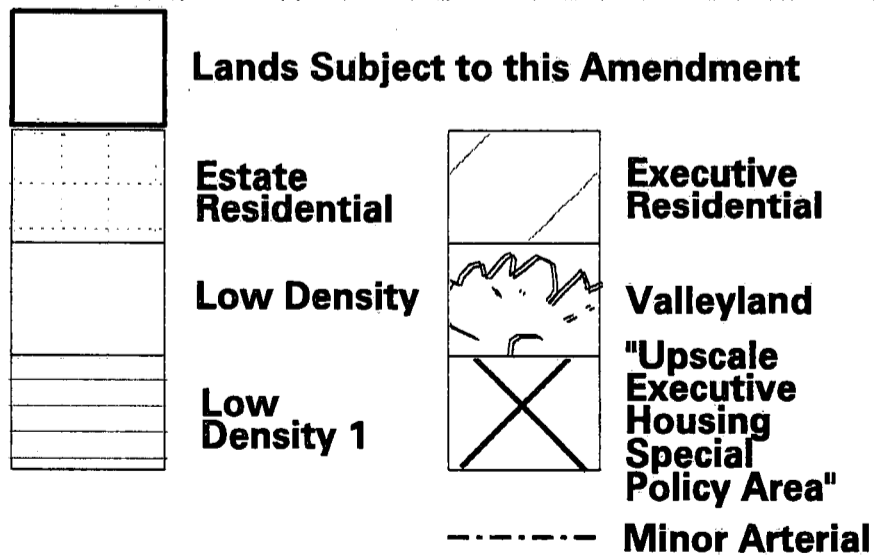 Lands Subject to this Amendment
Estate
Residential
Low Density
Low
Density 1
Executive
Residential
Valleyland
"Upscale
Executive
Housing
Special
Policy Area"
Minor Arterial